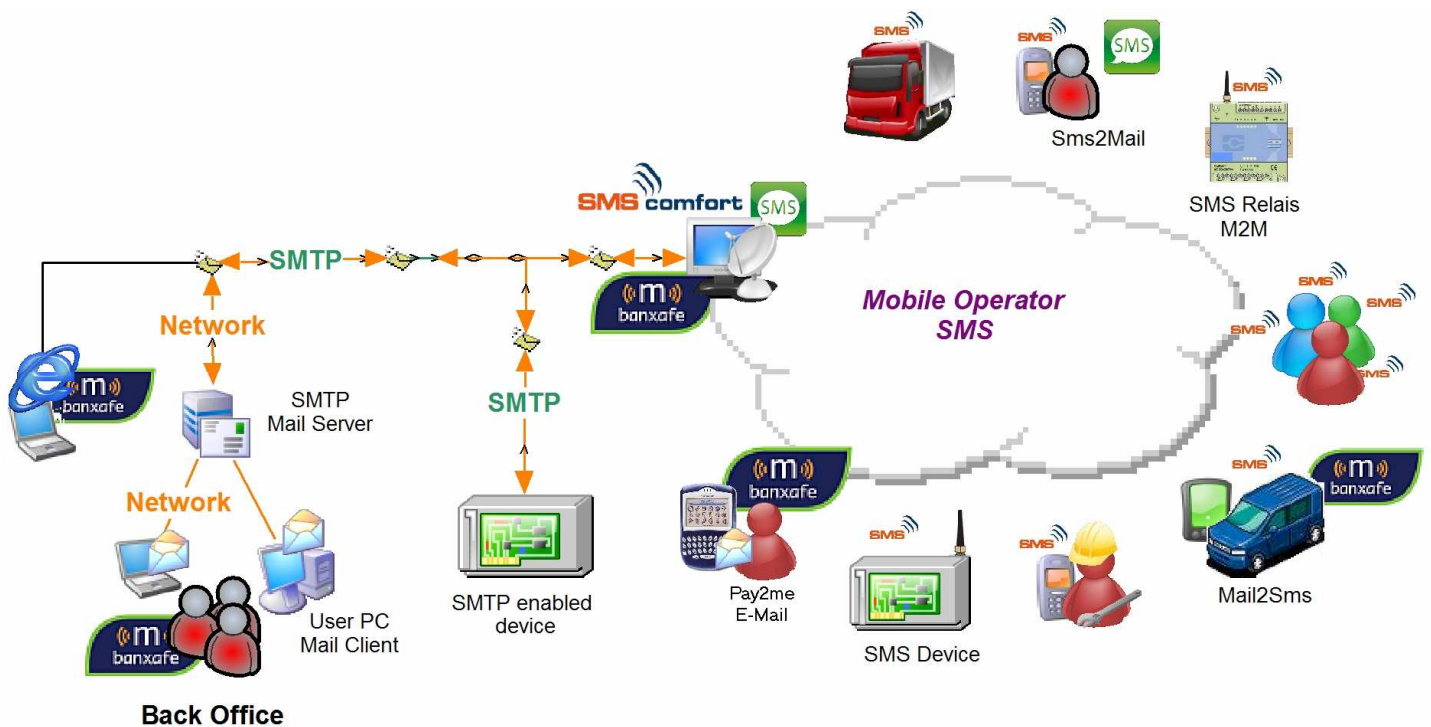 SMS
SMS
SMS
Sms2Mail
SMS
SMS Relais
M2M
SMS comfort
SMS
m
banxafe
SMTP
Mobile Operator
SMS
Network
SMS
SMS
SMS
SMS
m
banxafe
SMTP
Mail Server
SMTP
Network
m
banxafe
SMS
m
banxafe
SMS
SMS
Pay2me
E-Mail
SMS Device
Mail2Sms
SMTP enabled
device
User PC
Mail Client
m
banxafe
Back Office